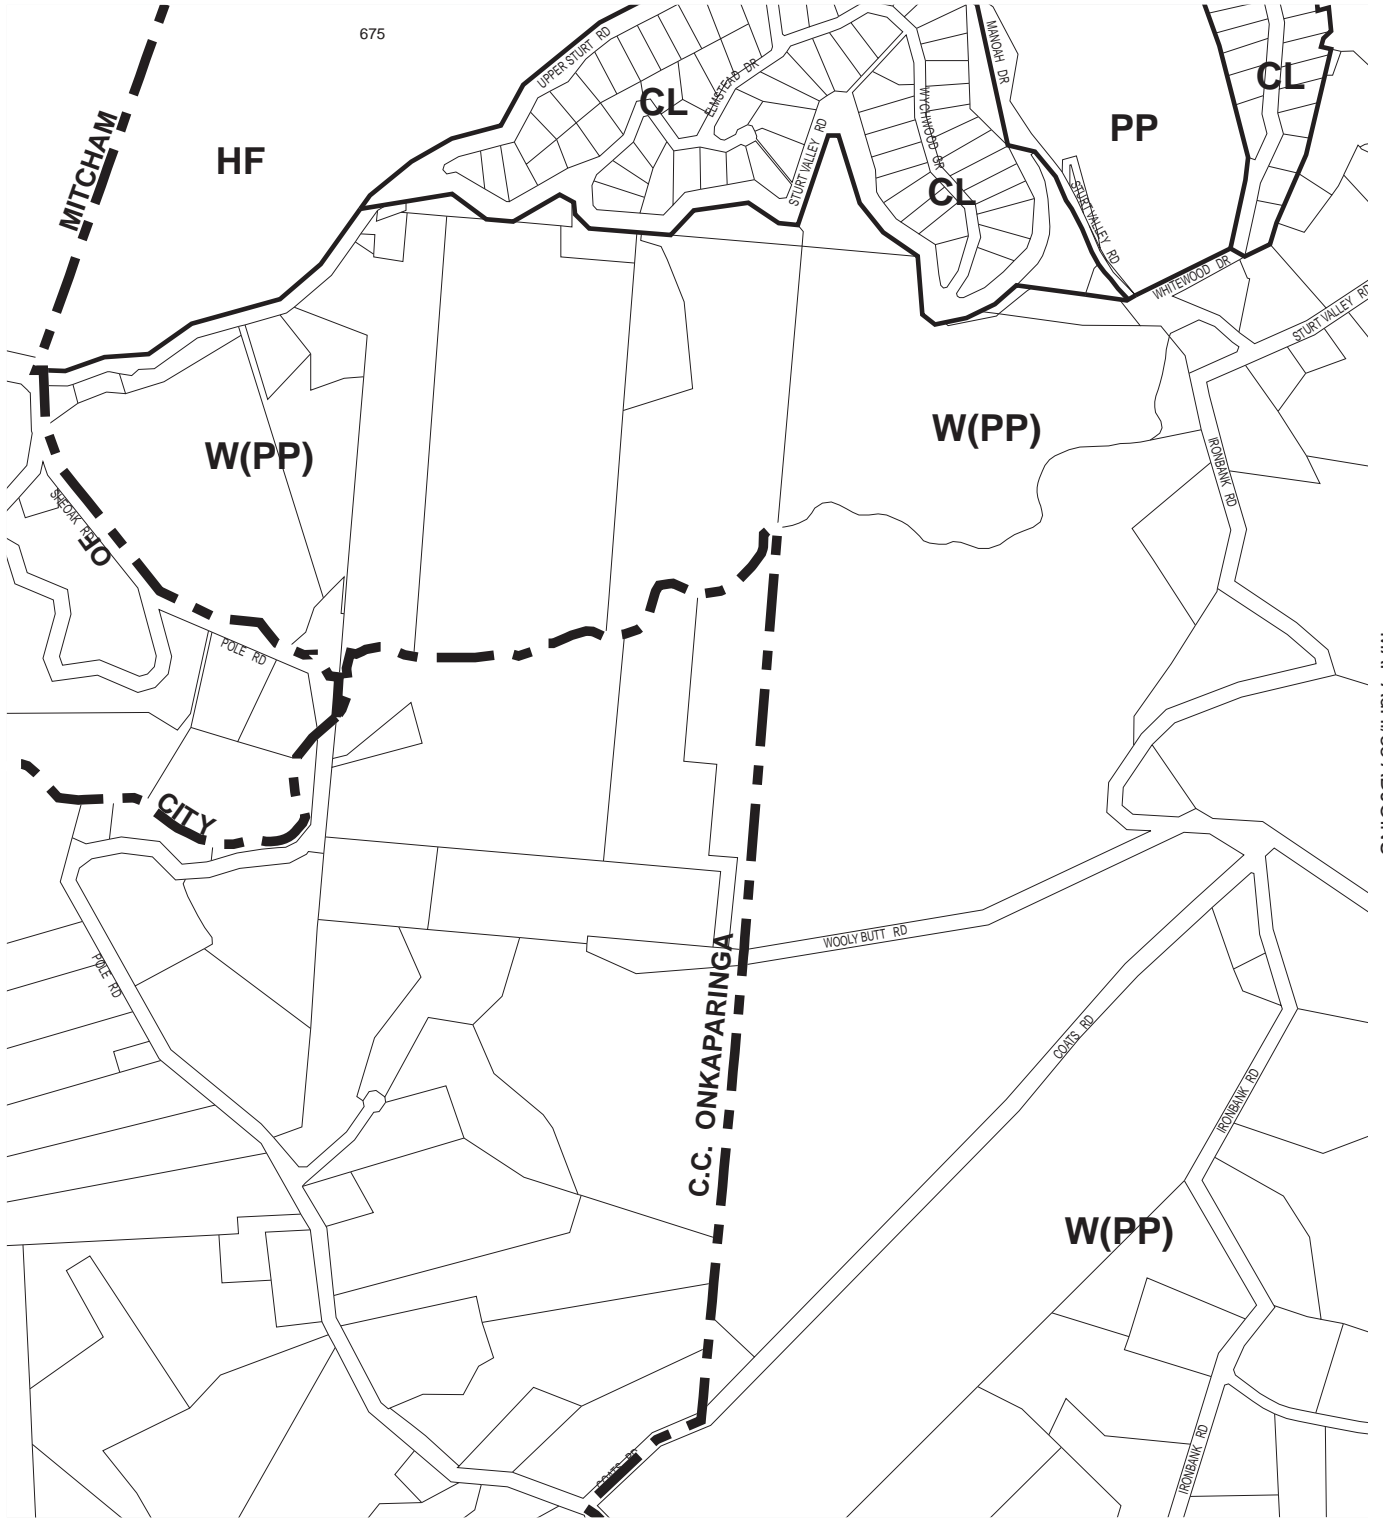 675
UPPER STURT RD
MANOAH DR
CL
CL
ELMSTEAD DR
PP
WYCHWOOD GR
MITCHAM
HF
STURT VALLEY RD
CL
STURT VALLEY RD
WHITEWOOD DR
STURT VALLEY RD
W(PP)
W(PP)
IRONBANK RD
SHEOAK RD
OF
POLE RD
CITY
WOOLY BUTT RD
POLE RD
C.C. ONKAPARINGA
COATS RD
IRONBANK RD
W(PP)
IRONBANK RD
COATS RD